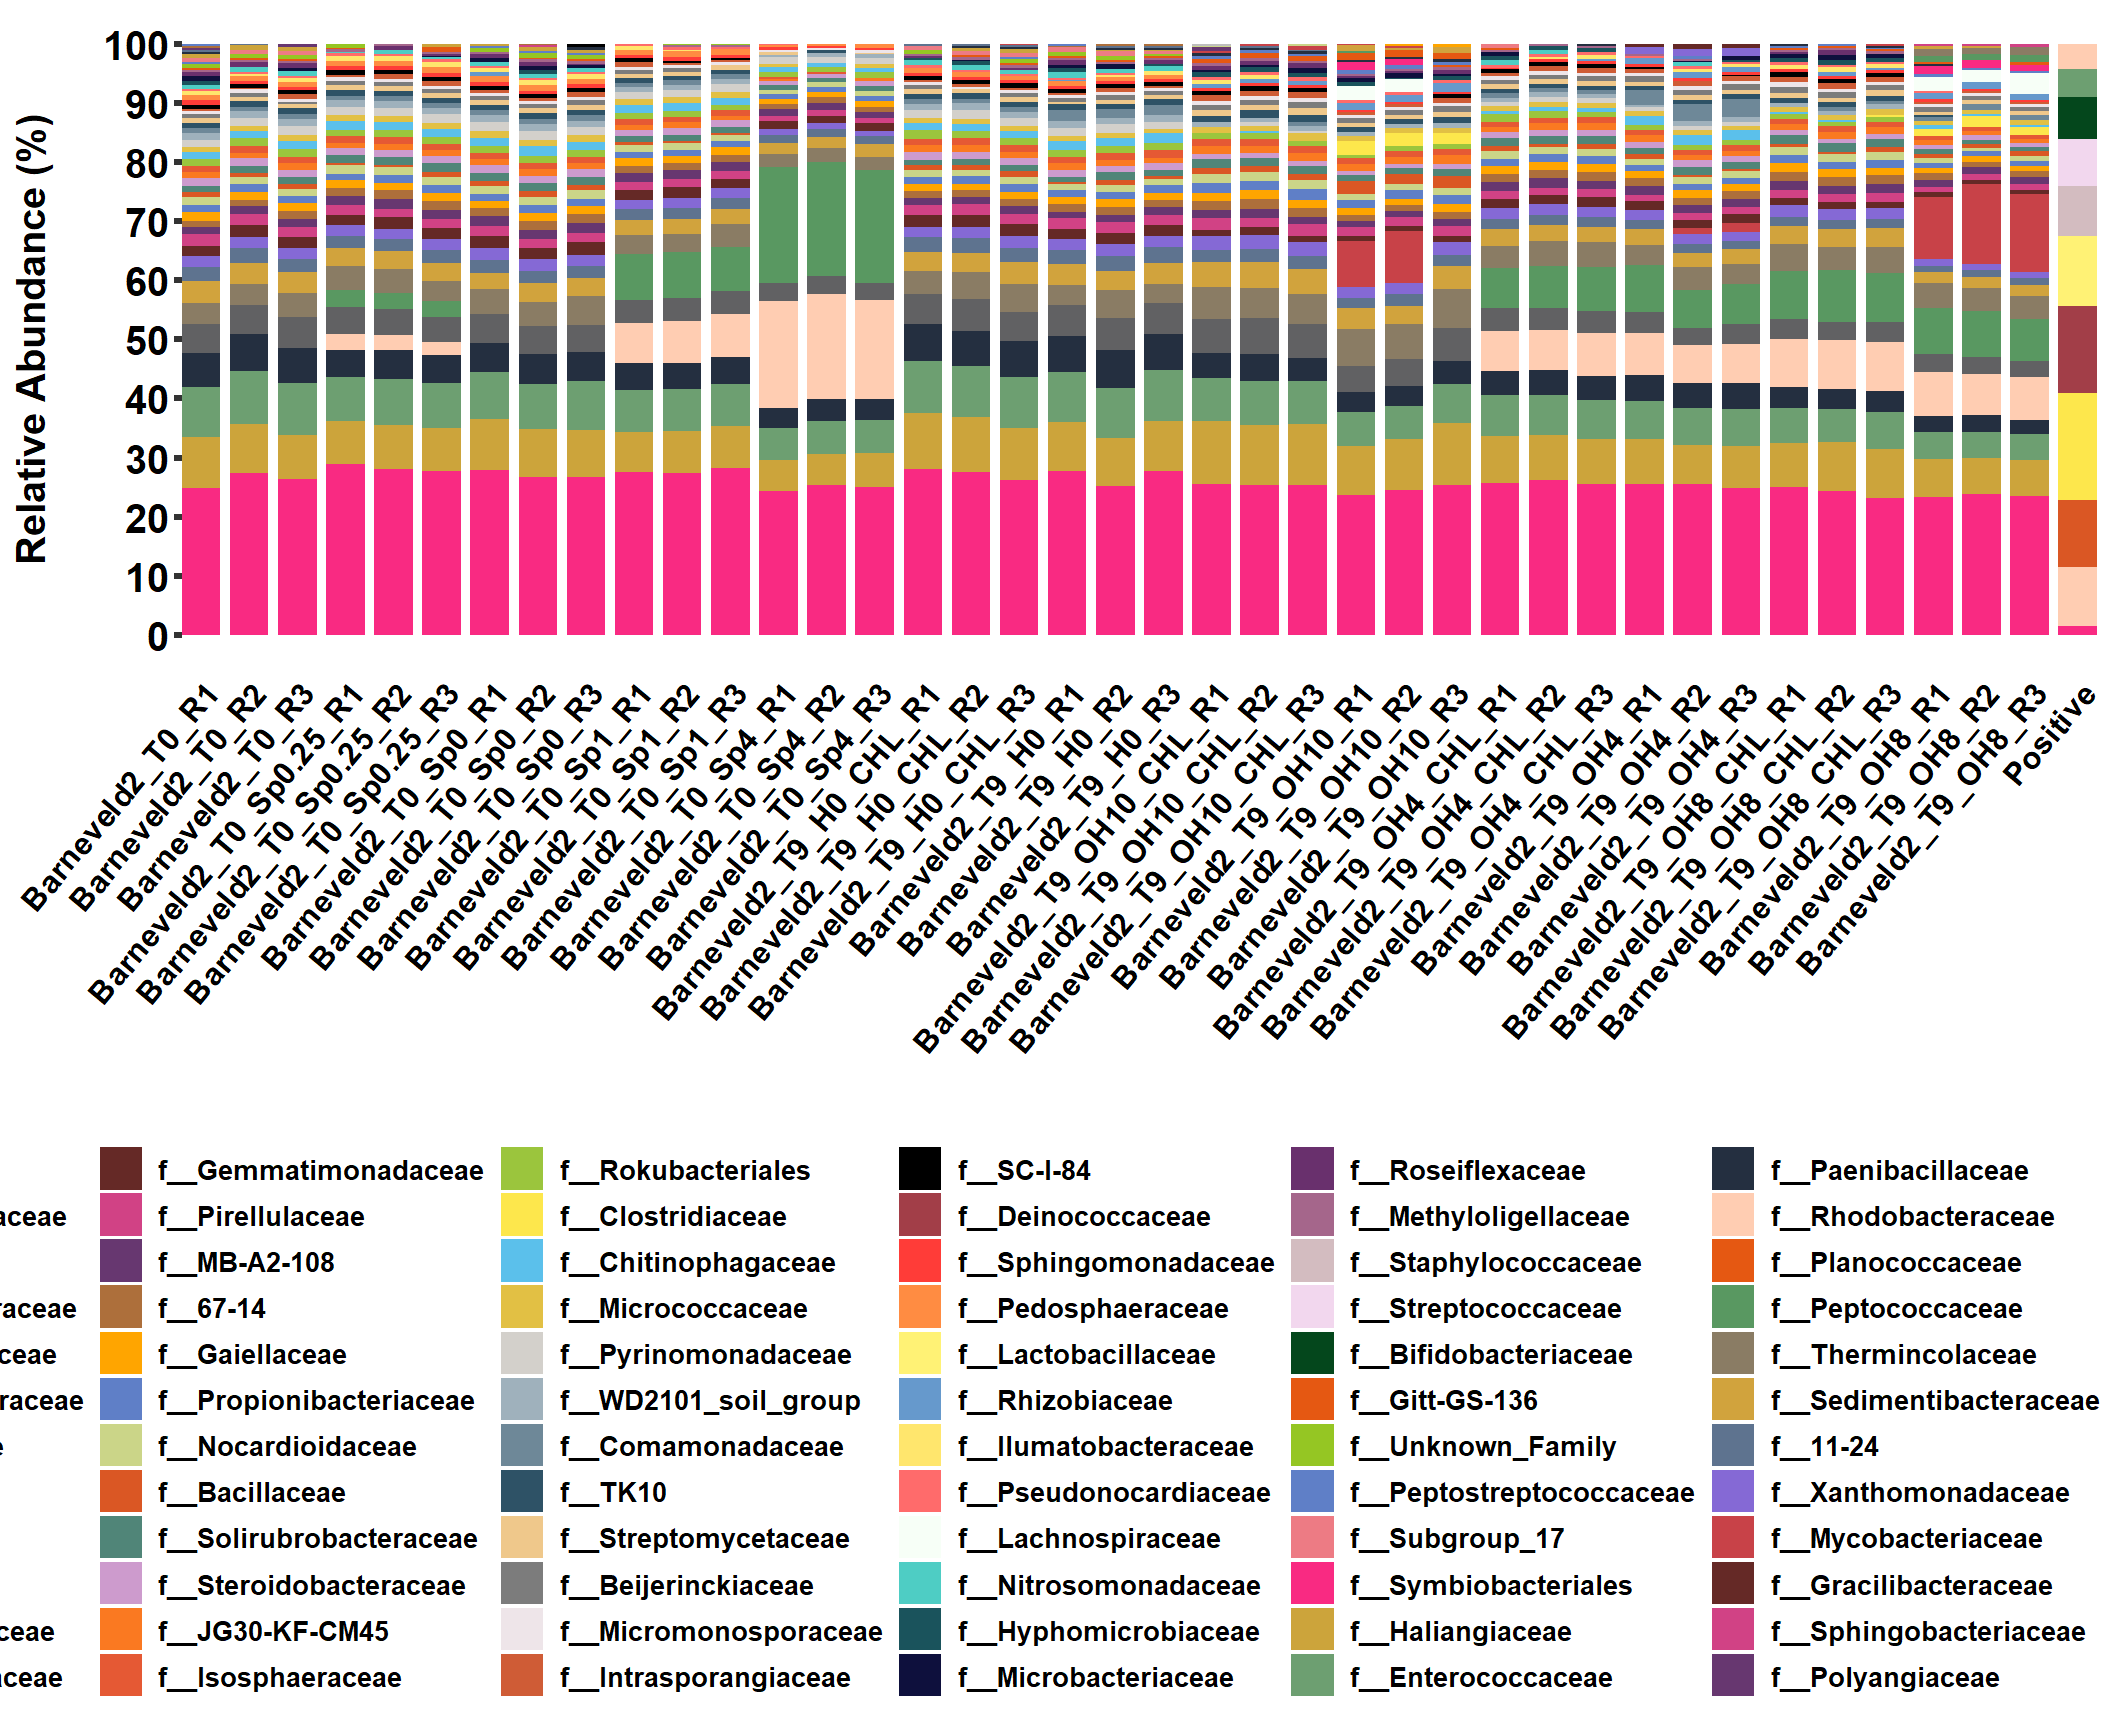 Relative Abundance (%)
100
90
80
70
60
50
40
30
20
10
0
Barneveld2_T0_R1
Barneveld2_T0_R2
Barneveld2_T0_R3
Barneveld2_T0_Sp0.25_R1
Barneveld2_T0_Sp0.25_R2
Barneveld2_T0_Sp0.25_R3
Barneveld2_T0_Sp0_R1
Barneveld2_T0_Sp0_R2
Barneveld2_T0_Sp0_R3
Barneveld2_T0_Sp1_R1
Barneveld2_T0_Sp1_R2
Barneveld2_T0_Sp1_R3
Barneveld2_T0_Sp4_R1
Barneveld2_T0_Sp4_R2
Barneveld2_T0_Sp4_R3
Barneveld2_T9_H0_CHL_R1
Barneveld2_T9_H0_CHL_R2
Barneveld2_T9_H0_CHL_R3
Barneveld2_T9_H0_R1
Barneveld2_T9_H0_R2
Barneveld2_T9_H0_R3
Barneveld2_T9_OH10_CHL_R1
Barneveld2_T9_OH10_CHL_R2
Barneveld2_T9_OH10_CHL_R3
Barneveld2_T9_OH10_R1
Barneveld2_T9_OH10_R2
Barneveld2_T9_OH10_R3
Barneveld2_T9_OH4_CHL_R1
Barneveld2_T9_OH4_CHL_R2
Barneveld2_T9_OH4_CHL_R3
Barneveld2_T9_OH4_R1
Barneveld2_T9_OH4_R2
Barneveld2_T9_OH4_R3
Barneveld2_T9_OH8_CHL_R1
Barneveld2_T9_OH8_CHL_R2
Barneveld2_T9_OH8_CHL_R3
Barneveld2_T9_OH8_R1
Barneveld2_T9_OH8_R2
Barneveld2_T9_OH8_R3
Positive
aceae
raceae
ceae
raceae
e
ceae
aceae
f__Gemmatimonadaceae
f__Pirellulaceae
f__MB-A2-108
f__67-14
f__Gaiellaceae
f__Propionibacteriaceae
f__Nocardioidaceae
f__Bacillaceae
f__Solirubrobacteraceae
f__Steroidobacteraceae
f__JG30-KF-CM45
f__Isosphaeraceae
f__Rokubacteriales
f__Clostridiaceae
f__Chitinophagaceae
f__Micrococcaceae
f__Pyrinomonadaceae
f__WD2101_soil_group
f__Comamonadaceae
f__TK10
f__Streptomycetaceae
f__Beijerinckiaceae
f__Micromonosporaceae
f__Intrasporangiaceae
f__SC-I-84
f__Deinococcaceae
f__Sphingomonadaceae
f__Pedosphaeraceae
f__Lactobacillaceae
f__Rhizobiaceae
f__Ilumatobacteraceae
f__Pseudonocardiaceae
f__Lachnospiraceae
f__Nitrosomonadaceae
f__Hyphomicrobiaceae
f__Microbacteriaceae
f__Roseiflexaceae
f__Methyloligellaceae
f__Staphylococcaceae
f__Streptococcaceae
f__Bifidobacteriaceae
f__Gitt-GS-136
f__Unknown_Family
f__Peptostreptococcaceae
f__Subgroup_17
f__Symbiobacteriales
f__Haliangiaceae
f__Enterococcaceae
f__Paenibacillaceae
f__Rhodobacteraceae
f__Planococcaceae
f__Peptococcaceae
f__Thermincolaceae
f__Sedimentibacteraceae
f__11-24
f__Xanthomonadaceae
f__Mycobacteriaceae
f__Gracilibacteraceae
f__Sphingobacteriaceae
f__Polyangiaceae